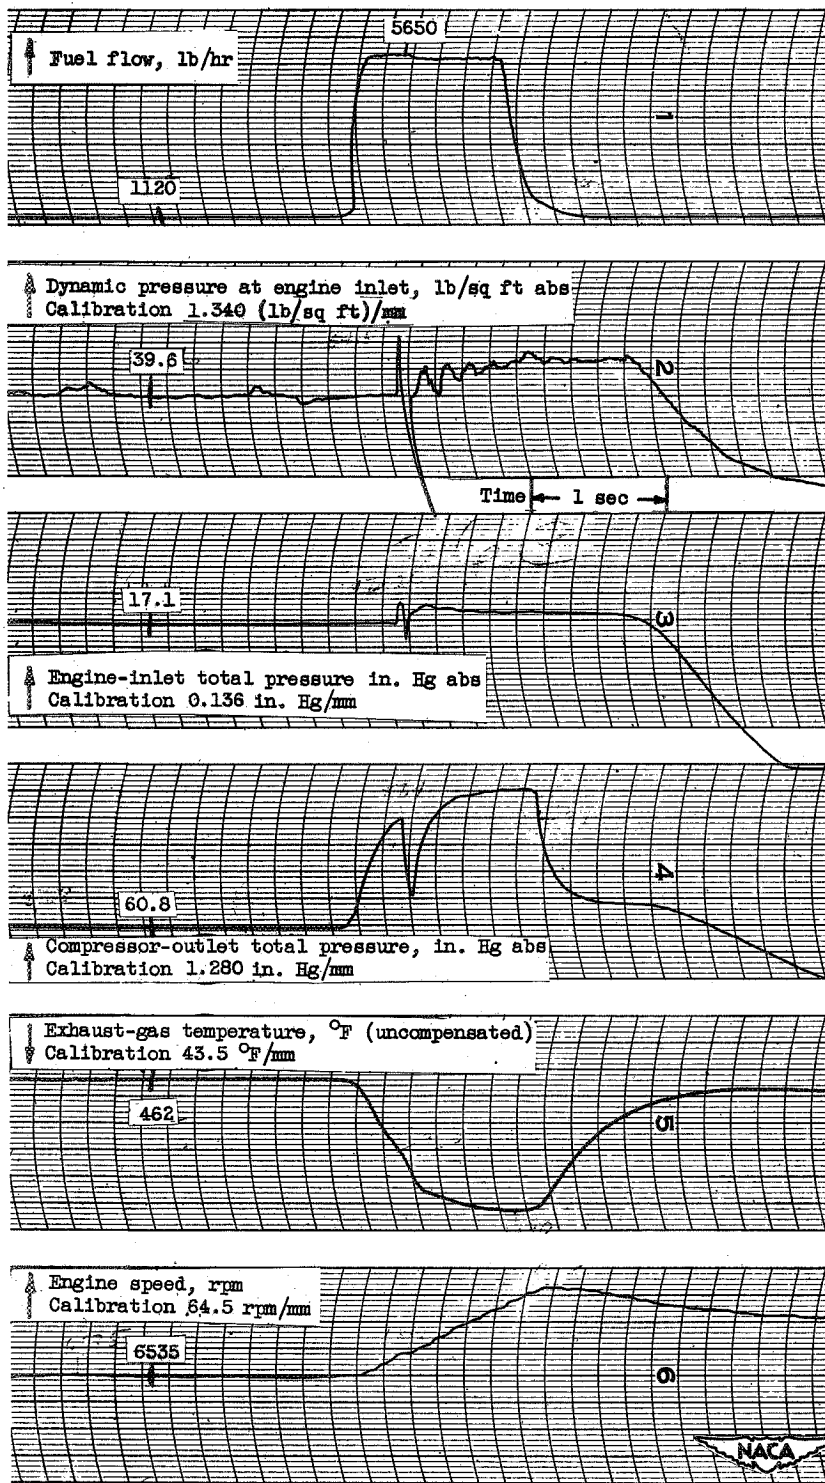 5650
Fuel flow, lb/hr
1
1120
Dynamic pressure at engine inlet, lb/sq ft abs
Calibration 1.340 (lb/sq ft)/mm
39.6
2
Time 1 sec
17.1
3
Engine-inlet total pressure in. Hg abs
Calibration 0.136 in. Hg/mm
4
60.8
Compressor-outlet total pressure, in. Hg abs
Calibration 1.280 in. Hg/mm
Exhaust-gas temperature, °F (uncompensated)
Calibration 43.5 °F/mm
462
5
Engine speed, rpm
Calibration 64.5 rpm/mm
6535
6
NACA